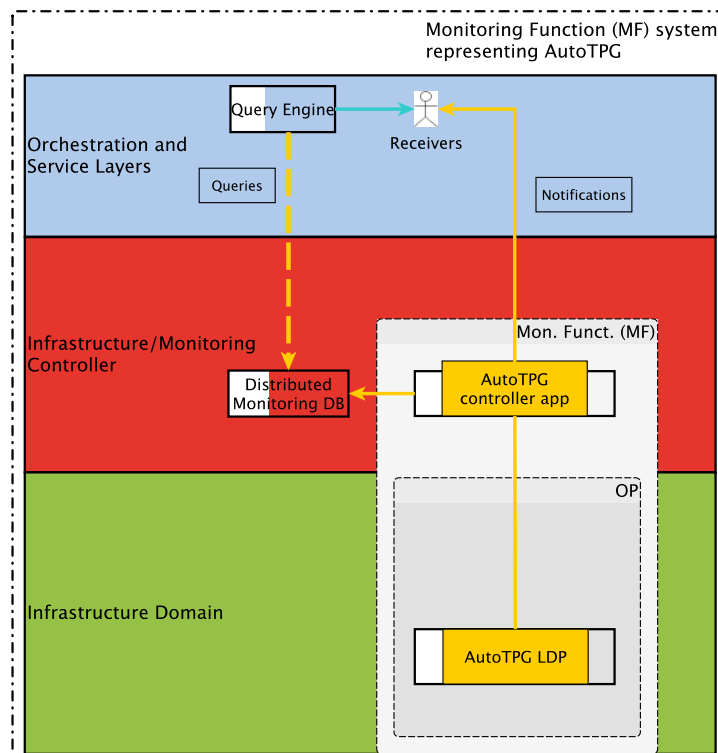 Monitoring Function (MF) system
representing AutoTPG
Query Engine
Receivers
Orchestration and
Service Layers
Queries
Notifications
Mon. Funct. (MF)
Infrastructure/Monitoring
Controller
Distributed
Monitoring DB
AutoTPG
controller app
OP
Infrastructure Domain
AutoTPG LDP